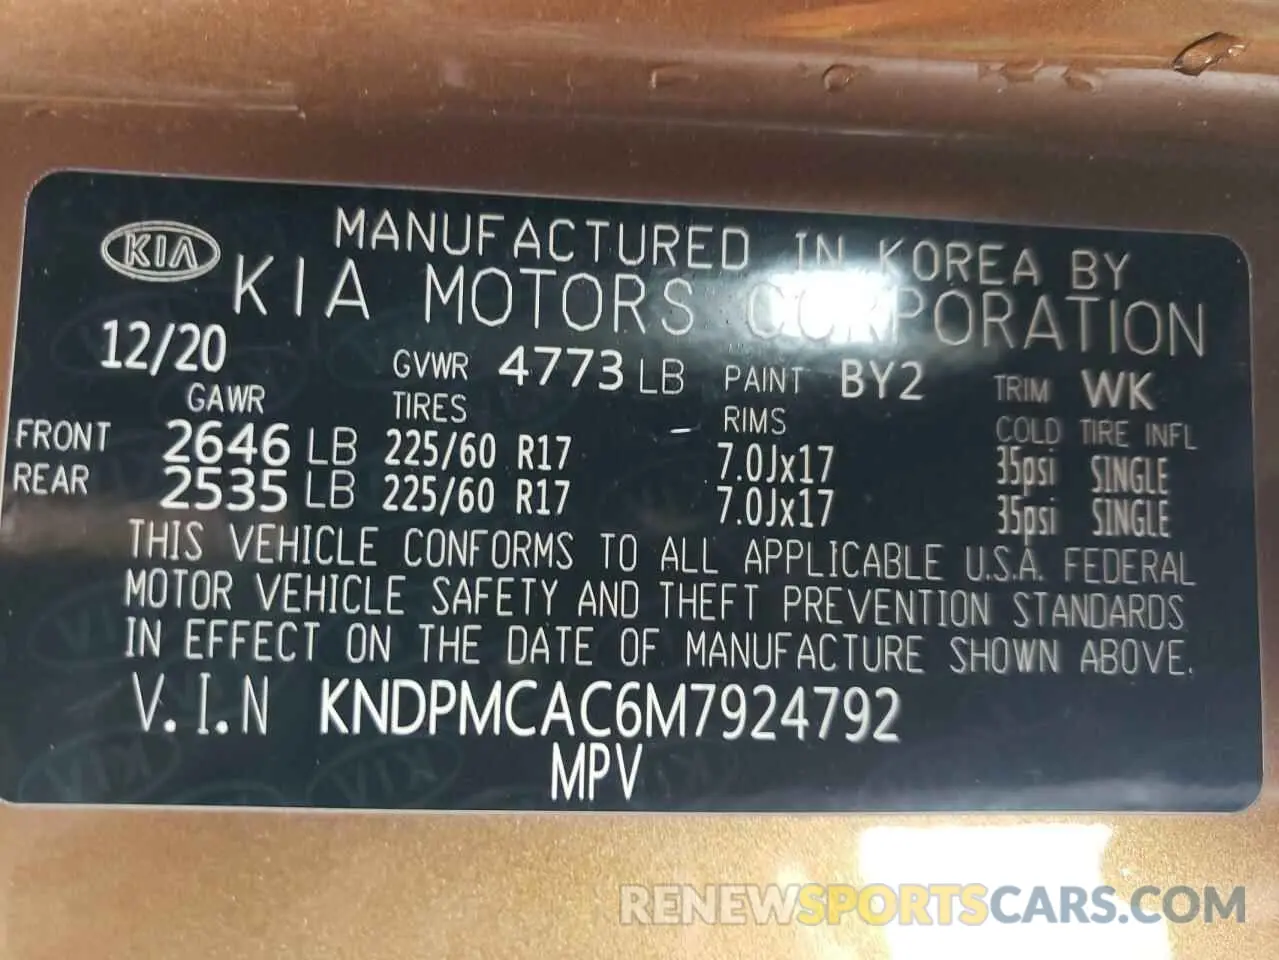 KIA
MANUFACTURED IN KOREA BY
KIA MOTORS CORPORATION
12/20 GVWR 4773 LB PAINT BY2 TRIM WK
GAWR TIRES RIMS COLD TIRE INFL
FRONT 2646 LB 225/60 R17 7.0Jx17 35psi SINGLE
REAR 2535 LB 225/60 R17 7.0Jx17 35psi SINGLE
THIS VEHICLE CONFORMS TO ALL APPLICABLE U.S.A. FEDERAL
MOTOR VEHICLE SAFETY AND THEFT PREVENTION STANDARDS
IN EFFECT ON THE DATE OF MANUFACTURE SHOWN ABOVE.
V.I.N KNDPMCAC6M7924792
MPV
RENEWSPORTSCARS.COM